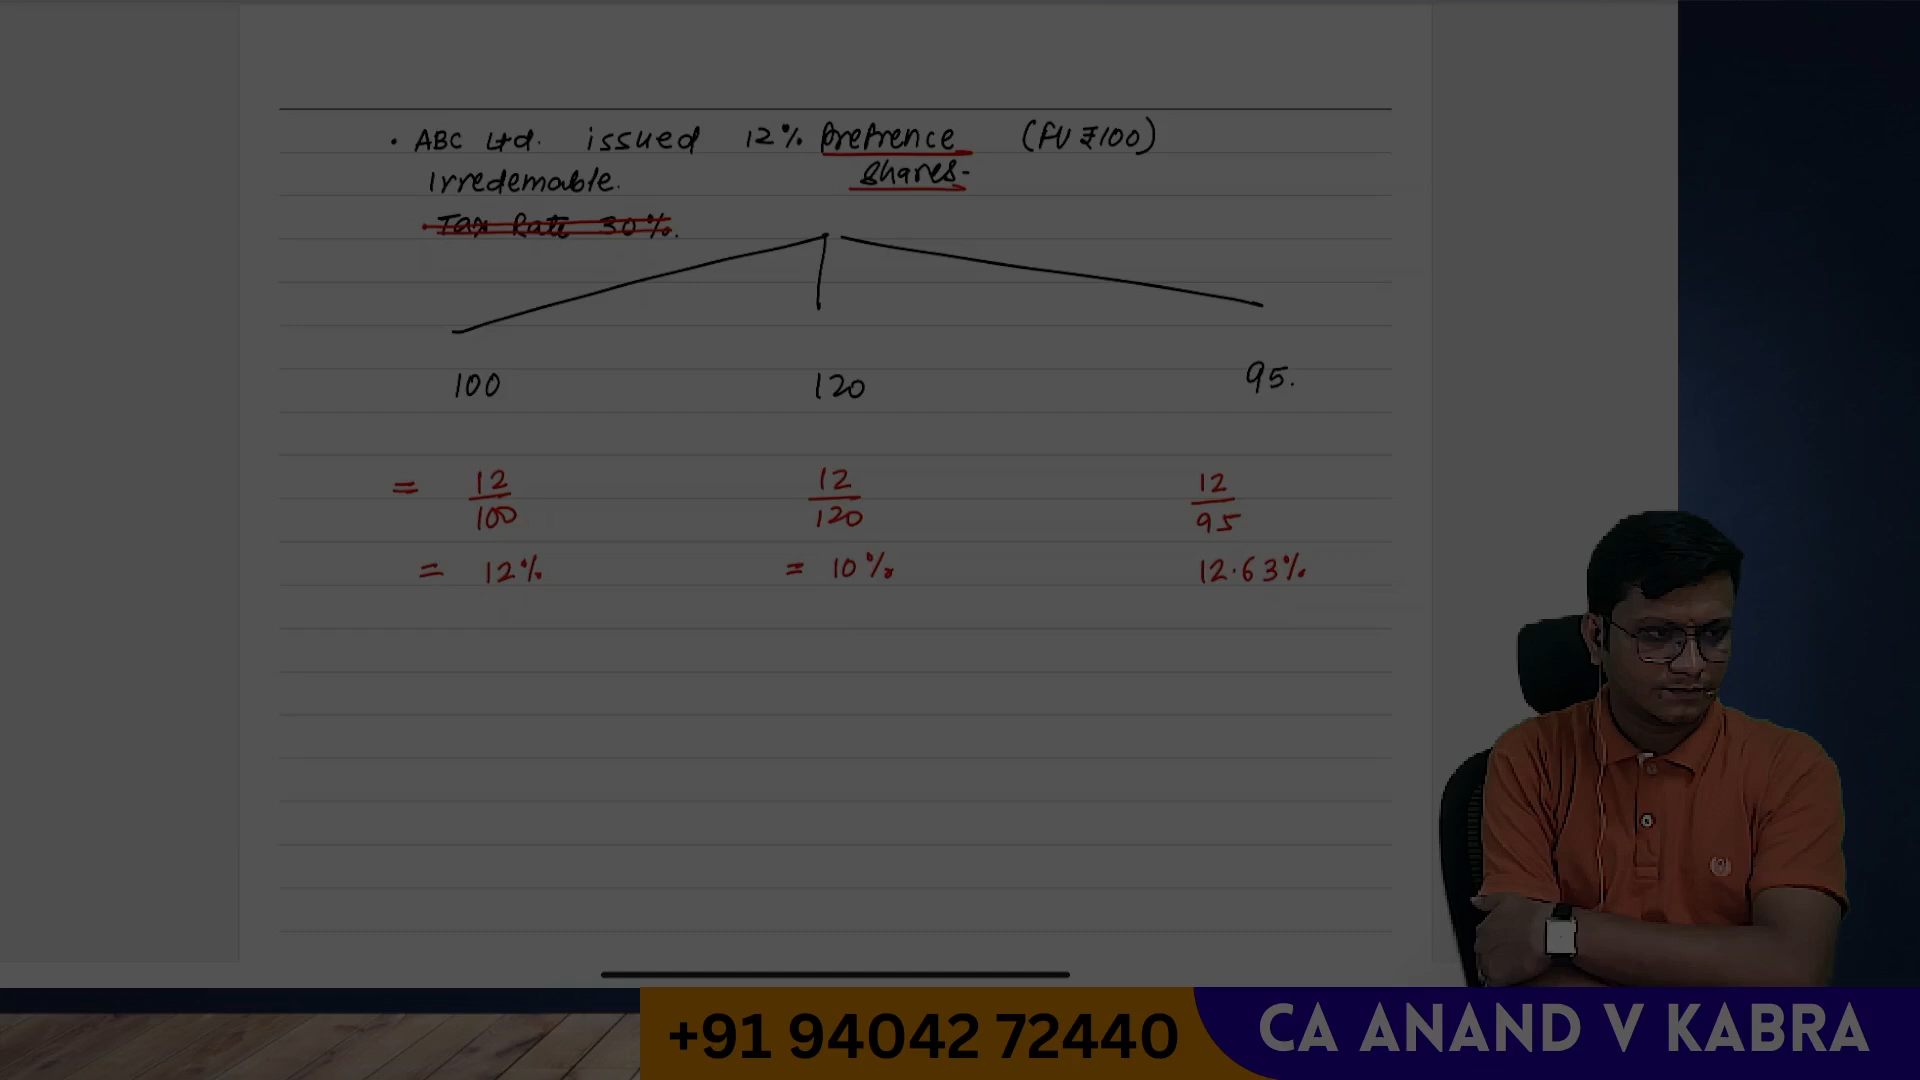 · ABC Ltd. issued 12% Prefrence (FV ₹100)
Irredemable. Shares-
Tax Rate 30%.
100 120 95.
= 12/100 12/120 12/95
= 12% = 10% 12.63%
+91 94042 72440
CA ANAND V KABRA